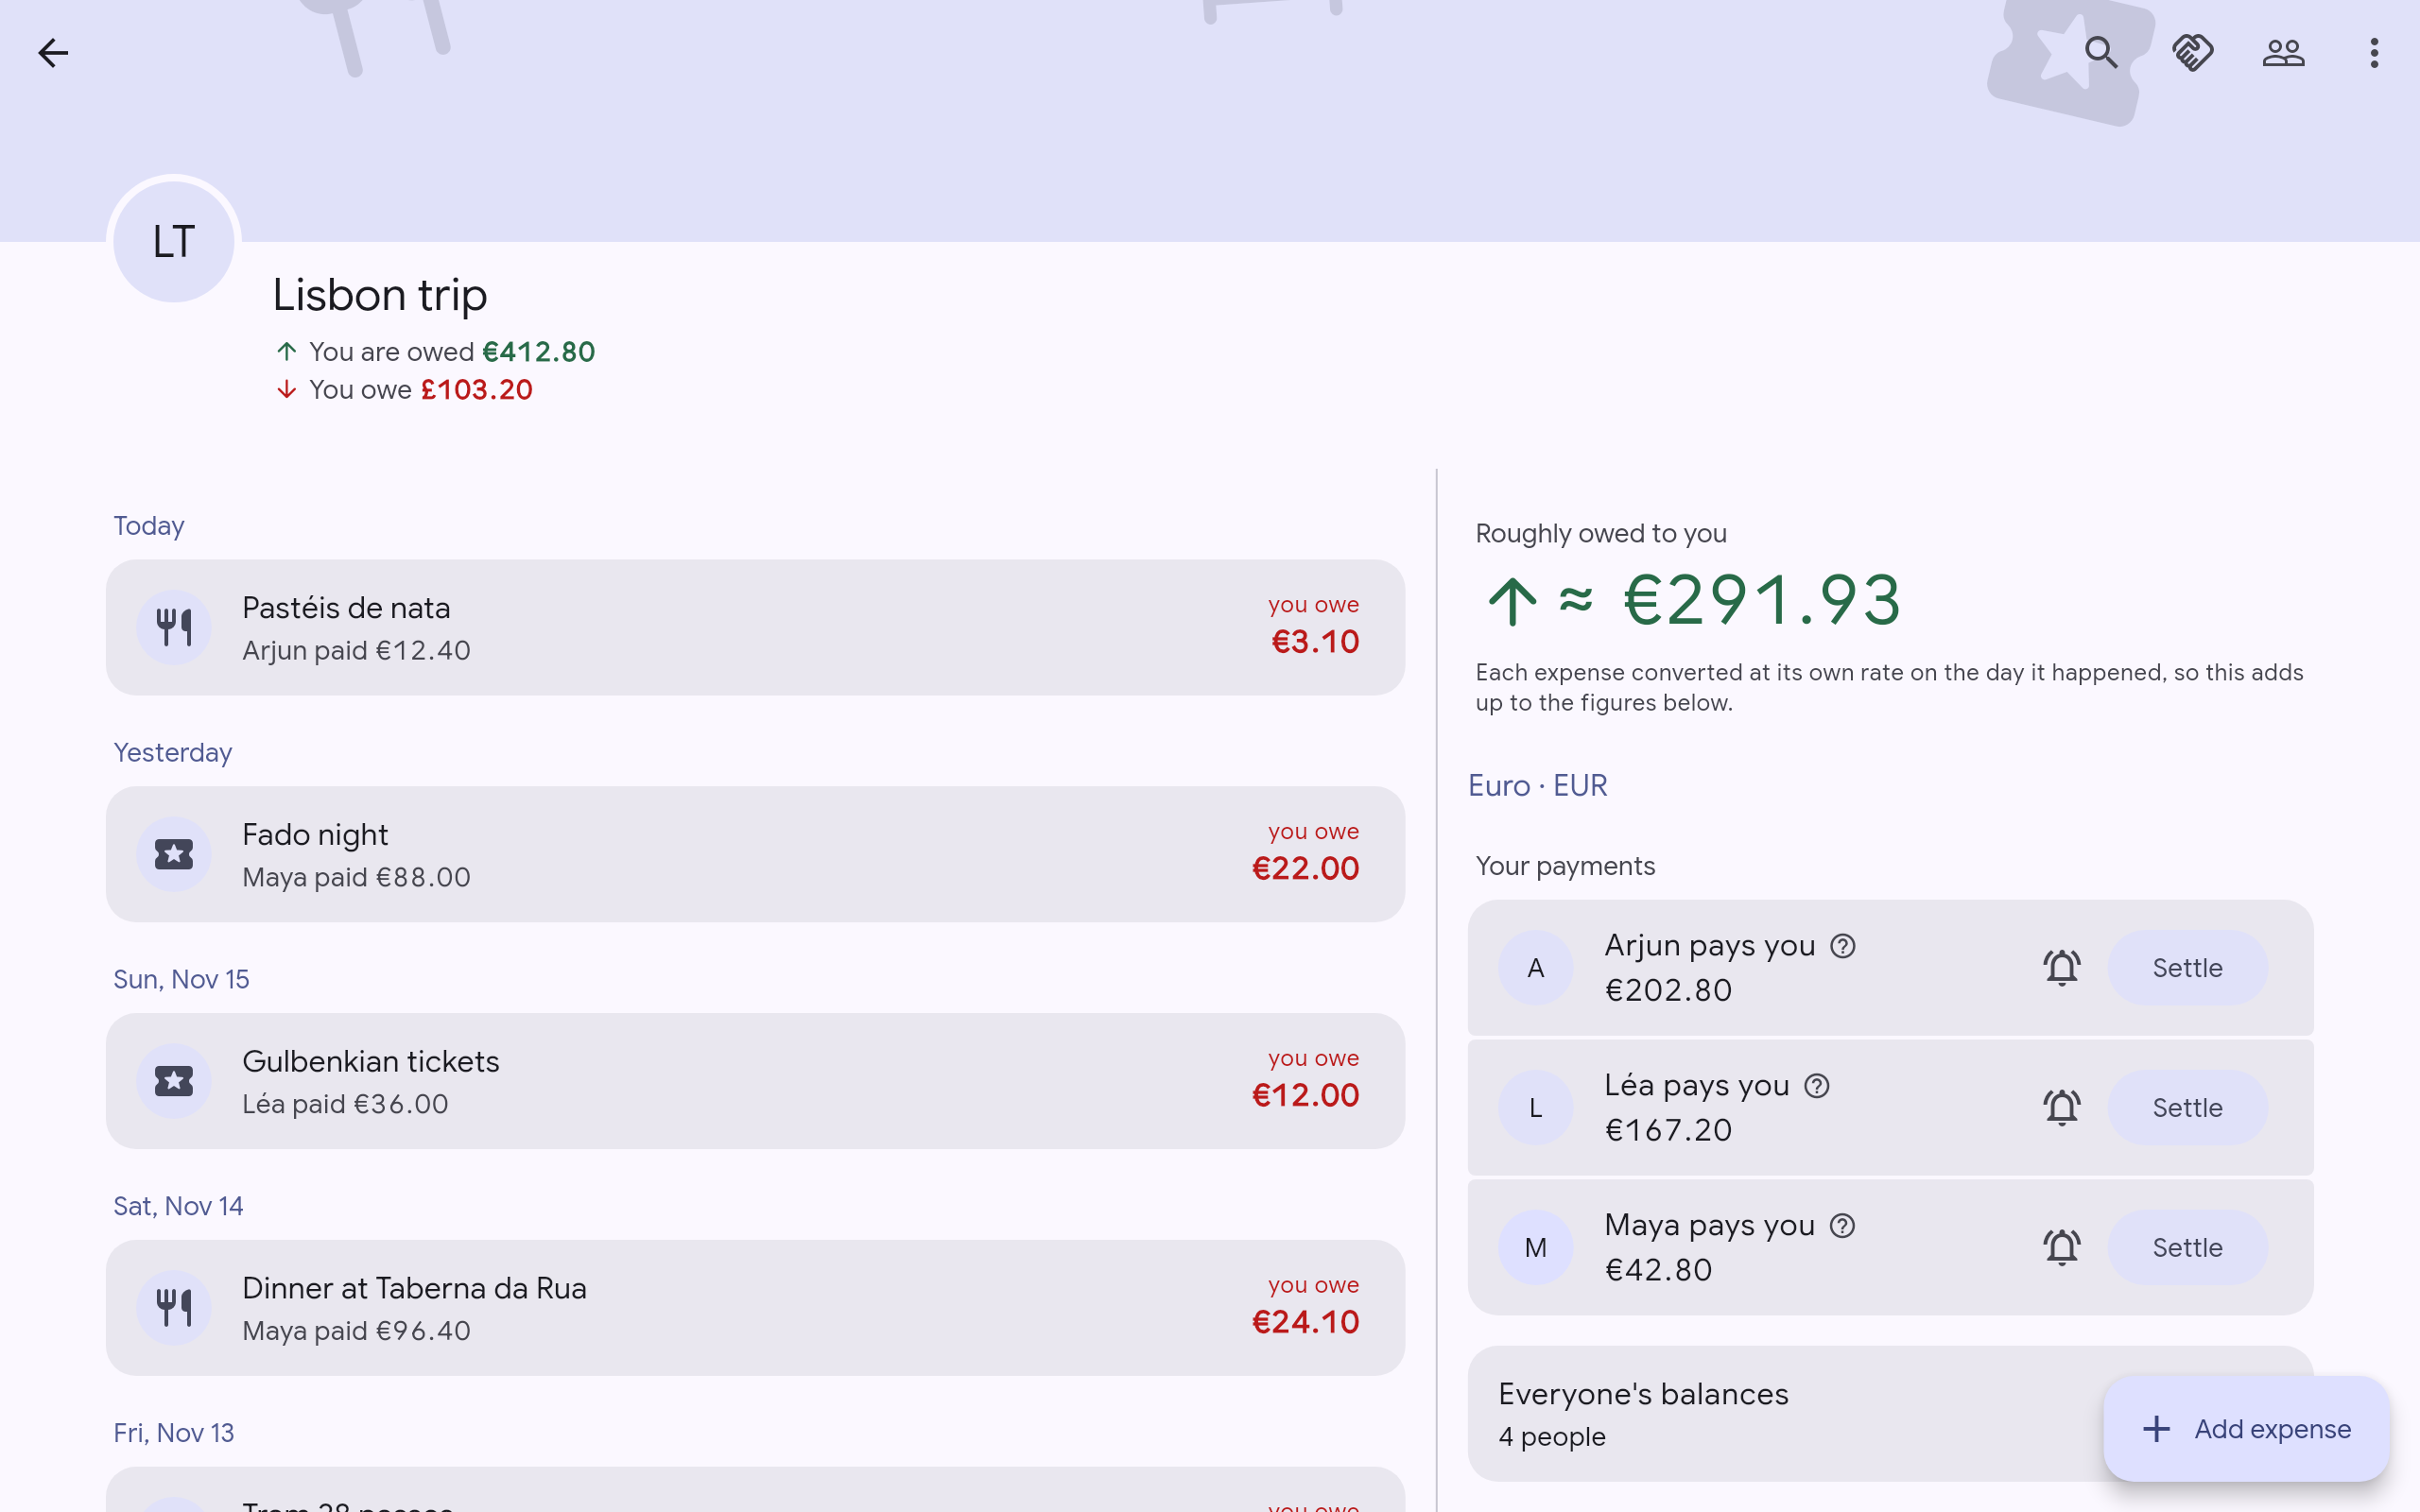 LT
Lisbon trip
You are owed €412.80
You owe £103.20
Today
Pastéis de nata
Arjun paid €12.40
you owe
€3.10
Yesterday
Fado night
Maya paid €88.00
you owe
€22.00
Sun, Nov 15
Gulbenkian tickets
Léa paid €36.00
you owe
€12.00
Sat, Nov 14
Dinner at Taberna da Rua
Maya paid €96.40
you owe
€24.10
Fri, Nov 13
Tram 28 passes
you owe
Roughly owed to you
≈ €291.93
Each expense converted at its own rate on the day it happened, so this adds
up to the figures below.
Euro · EUR
Your payments
A
Arjun pays you
€202.80
Settle
L
Léa pays you
€167.20
Settle
M
Maya pays you
€42.80
Settle
Everyone's balances
4 people
Add expense